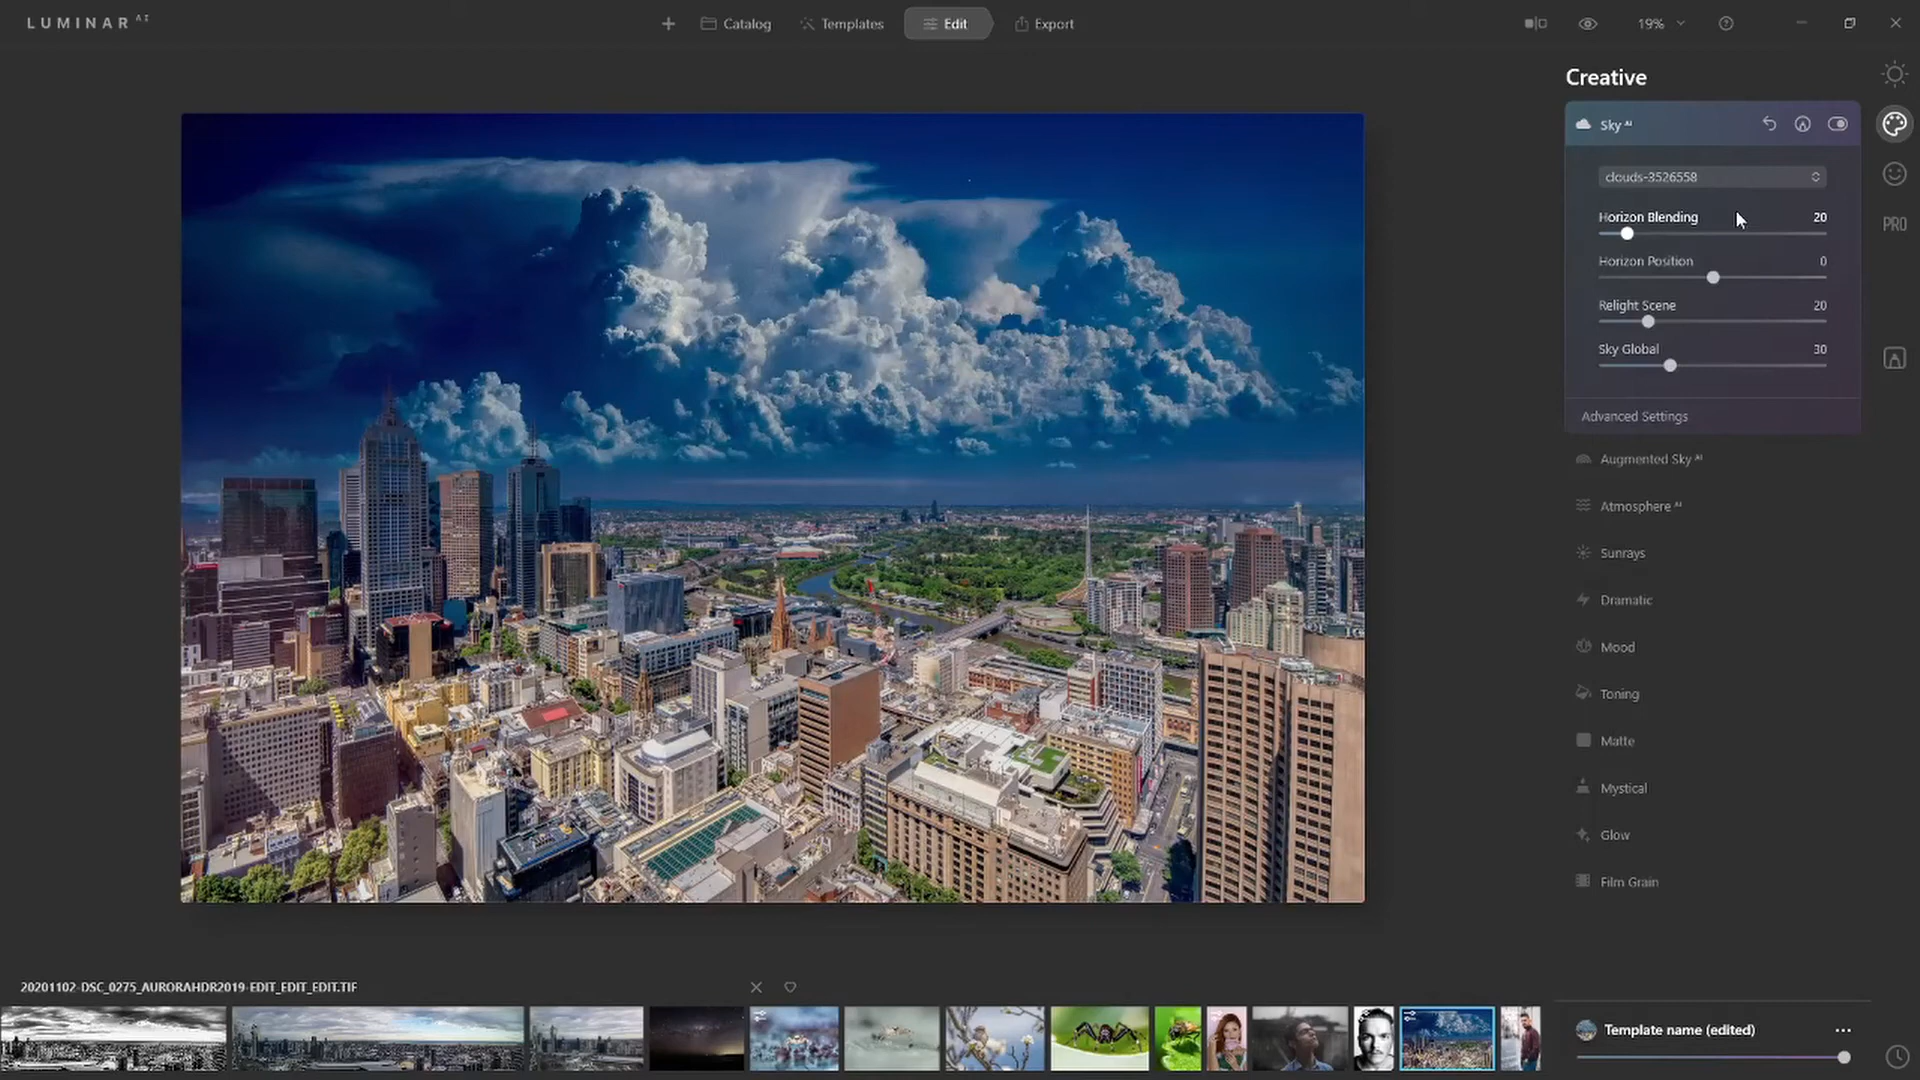 LUMINAR AI
Catalog
Templates
Edit
Export
19%
Creative
Sky AI
clouds-3526558
Horizon Blending 20
Horizon Position 0
Relight Scene 20
Sky Global 30
Advanced Settings
Augmented Sky AI
Atmosphere AI
Sunrays
Dramatic
Mood
Toning
Matte
Mystical
Glow
Film Grain
PRO
20201102-DSC_0275_AURORAHDR2019-EDIT_EDIT_EDIT.TIF
Template name (edited)